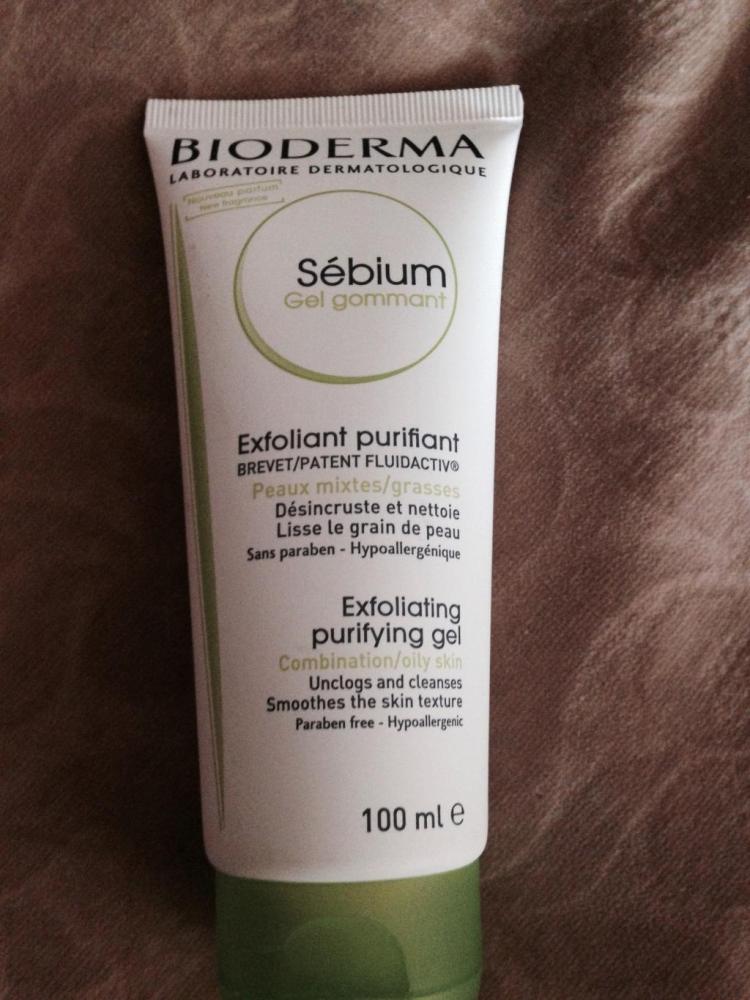 BIODERMA
LABORATOIRE DERMATOLOGIQUE
Nouveau parfum
New fragrance
Sébium
Gel gommant
Exfoliant purifiant
BREVET/PATENT FLUIDACTIV®
Peaux mixtes/grasses
Désincruste et nettoie
Lisse le grain de peau
Sans paraben - Hypoallergénique
Exfoliating
purifying gel
Combination/oily skin
Unclogs and cleanses
Smoothes the skin texture
Paraben free - Hypoallergenic
100 ml ℮